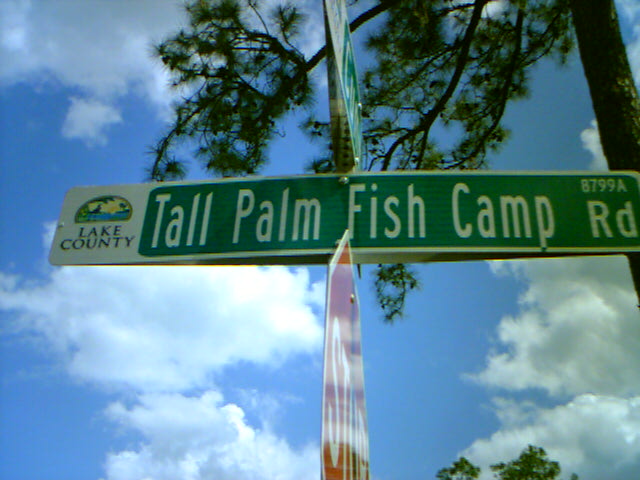 LAKE
COUNTY
Tall Palm Fish Camp Rd
8799A